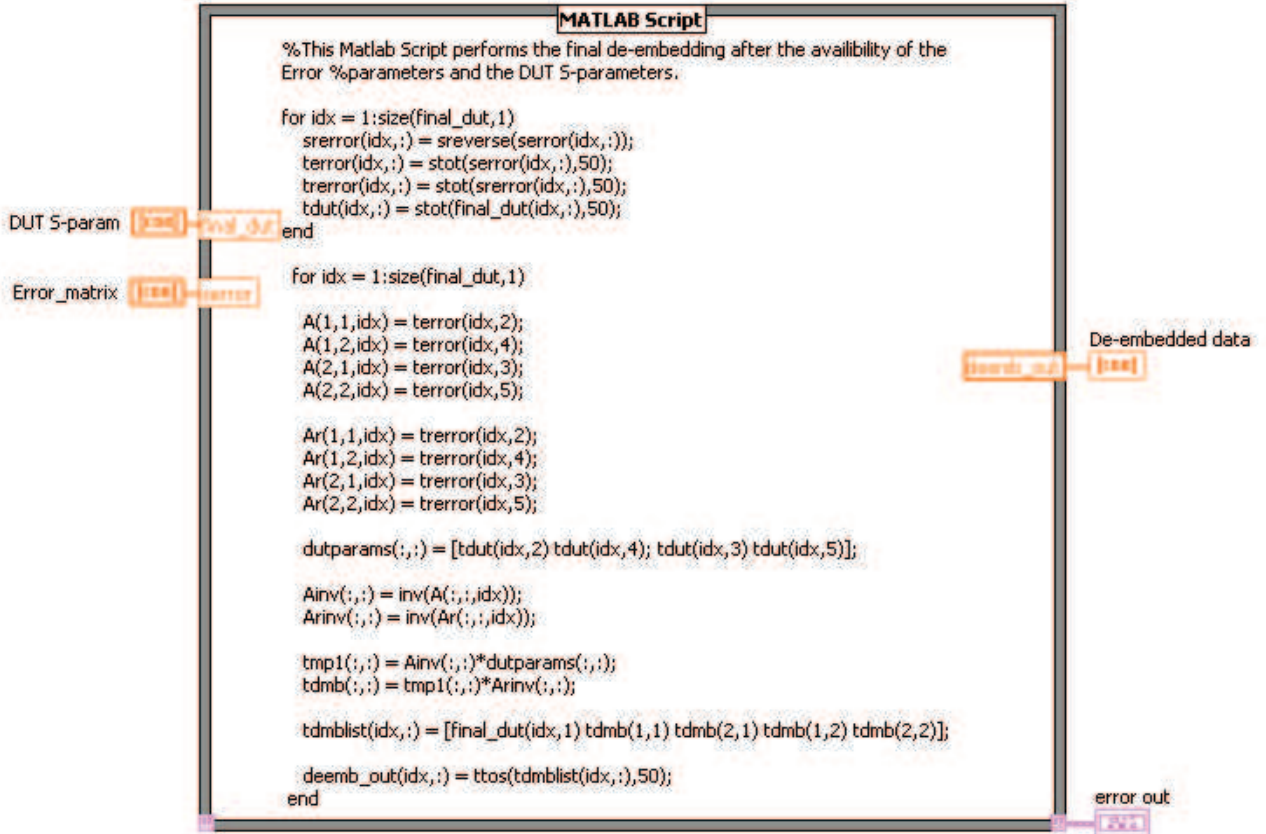 MATLAB Script
%This Matlab Script performs the final de-embedding after the availibility of the
Error %parameters and the DUT S-parameters.
for idx = 1:size(final_dut,1)
srerror(idx,:) = sreverse(serror(idx,:));
terror(idx,:) = stot(serror(idx,:),50);
trerror(idx,:) = stot(srerror(idx,:),50);
tdut(idx,:) = stot(final_dut(idx,:),50);
end
DUT S-param
final_dut
for idx = 1:size(final_dut,1)
Error_matrix
serror
A(1,1,idx) = terror(idx,2);
A(1,2,idx) = terror(idx,4);
A(2,1,idx) = terror(idx,3);
A(2,2,idx) = terror(idx,5);
De-embedded data
deemb_out
Ar(1,1,idx) = trerror(idx,2);
Ar(1,2,idx) = trerror(idx,4);
Ar(2,1,idx) = trerror(idx,3);
Ar(2,2,idx) = trerror(idx,5);
dutparams(:,:) = [tdut(idx,2) tdut(idx,4); tdut(idx,3) tdut(idx,5)];
Ainv(:,:) = inv(A(:,:,idx));
Arinv(:,:) = inv(Ar(:,:,idx));
tmp1(:,:) = Ainv(:,:)*dutparams(:,:);
tdmb(:,:) = tmp1(:,:)*Arinv(:,:);
tdmblist(idx,:) = [final_dut(idx,1) tdmb(1,1) tdmb(2,1) tdmb(1,2) tdmb(2,2)];
deemb_out(idx,:) = ttos(tdmblist(idx,:),50);
end
error out